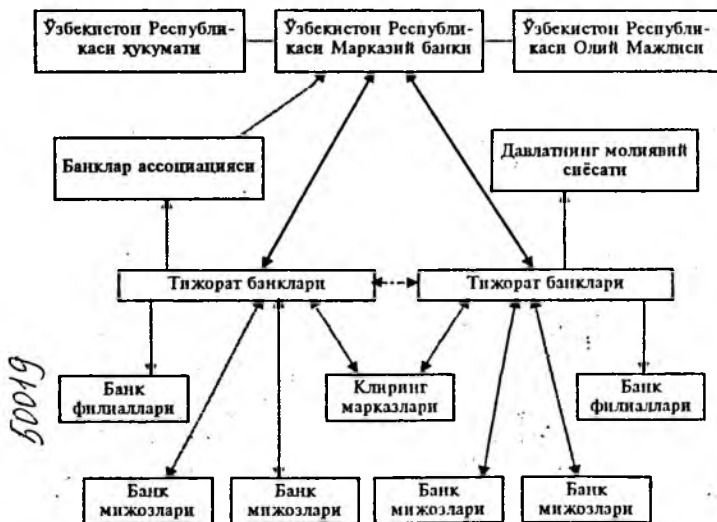 Ўзбекистон Республи-
каси ҳукумати
Ўзбекистон Республи-
каси Марказий банки
Ўзбекистон Республи-
каси Олий Мажлиси
Банклар ассоциацияси
Давлатнинг молиявий
сиёсати
Тижорат банклари
Тижорат банклари
50019
Банк
филиаллари
Клиринг
марказлари
Банк
филиаллари
Банк
мижозлари
Банк
мижозлари
Банк
мижозлари
Банк
мижозлари